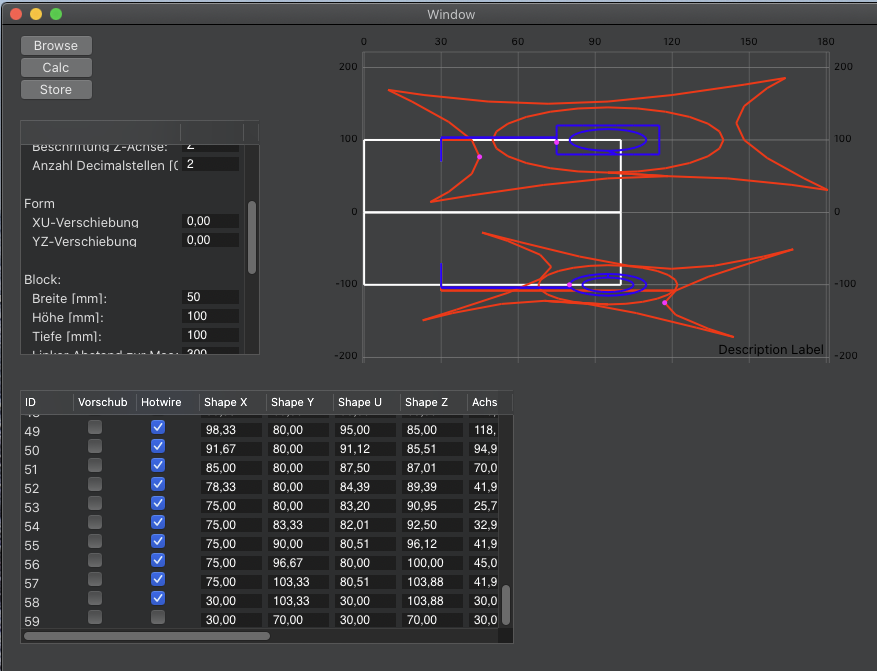 Window
Browse
Calc
Store
Beschriftung Z-Achse: Z
Anzahl Decimalstellen [0 2
Form
XU-Verschiebung 0,00
YZ-Verschiebung 0,00
Block:
Breite [mm]: 50
Höhe [mm]: 100
Tiefe [mm]: 100
300
0 30 60 90 120 150 180
200 200
100 100
0 0
-100 -100
-200 -200
Description Label
ID Vorschub Hotwire Shape X Shape Y Shape U Shape Z Achs
49 98,33 80,00 95,00 85,00 118,
50 91,67 80,00 91,12 85,51 94,9
51 85,00 80,00 87,50 87,01 70,0
52 78,33 80,00 84,39 89,39 41,9
53 75,00 80,00 83,20 90,95 25,7
54 75,00 83,33 82,01 92,50 32,9
55 75,00 90,00 80,51 96,12 41,9
56 75,00 96,67 80,00 100,00 45,0
57 75,00 103,33 80,51 103,88 41,9
58 30,00 103,33 30,00 103,88 30,0
59 30,00 70,00 30,00 70,00 30,0